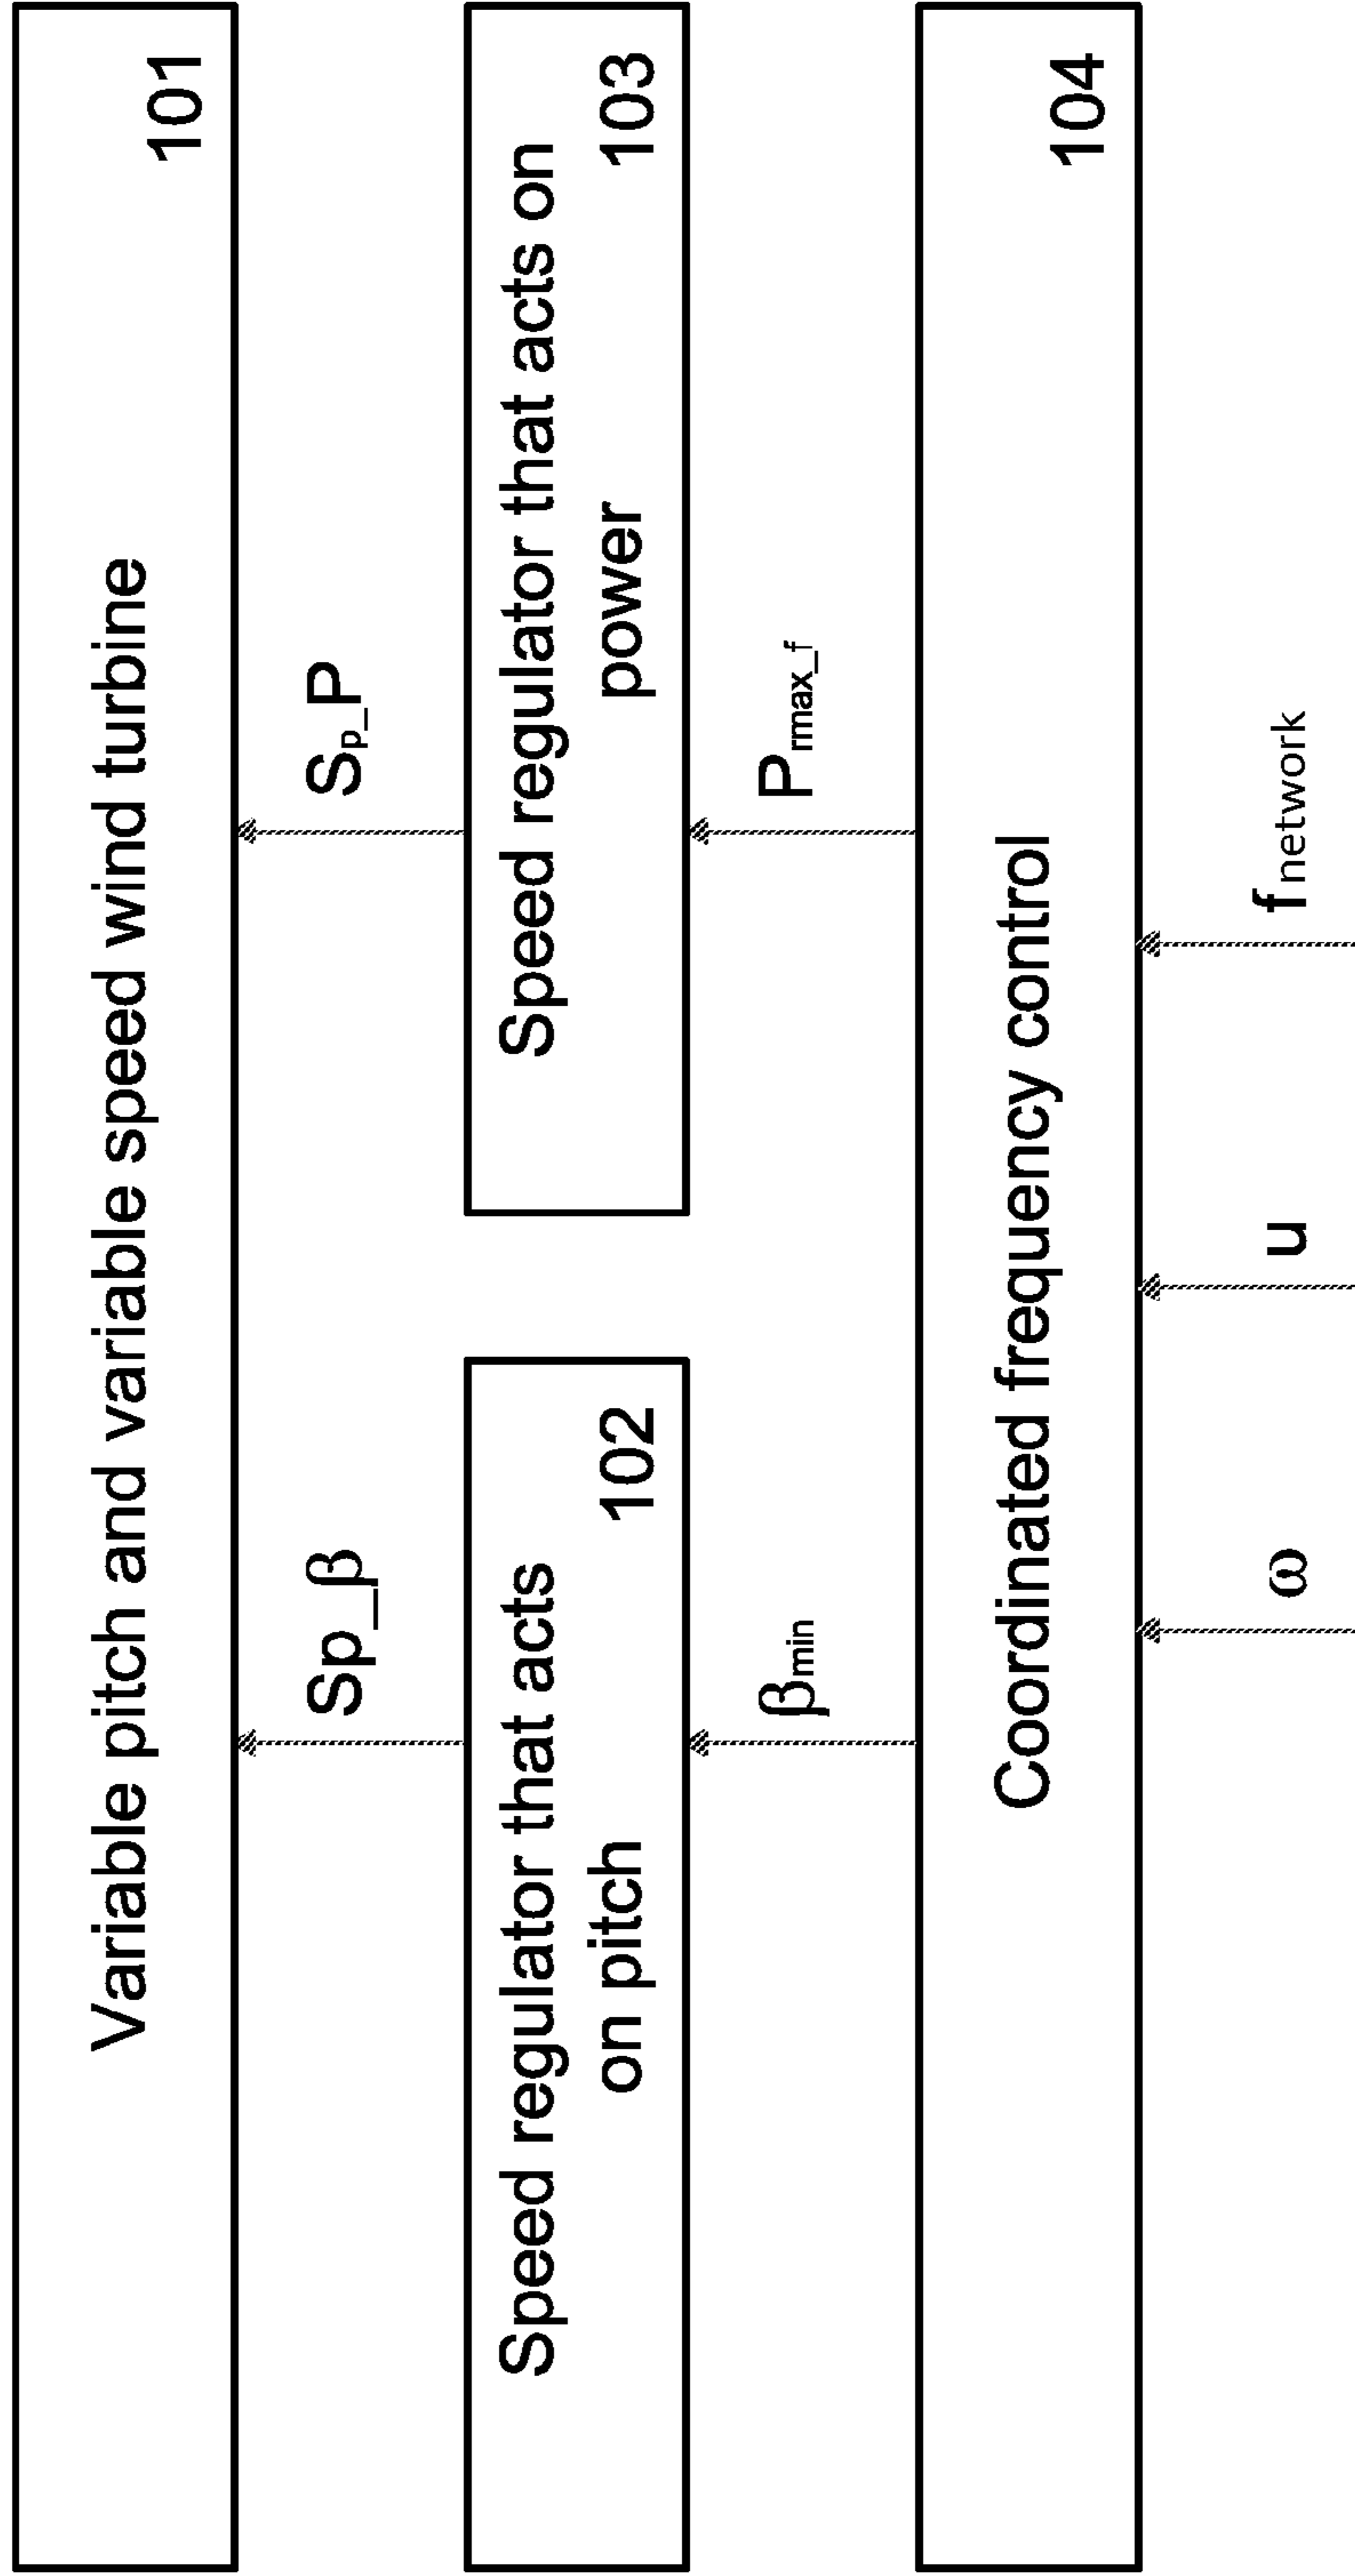 Variable pitch and variable speed wind turbine
101
Sp_β
Sp_P
Speed regulator that acts
on pitch
102
Speed regulator that acts on
power
103
βmin
Prmax_f
Coordinated frequency control
104
ω
u
f network